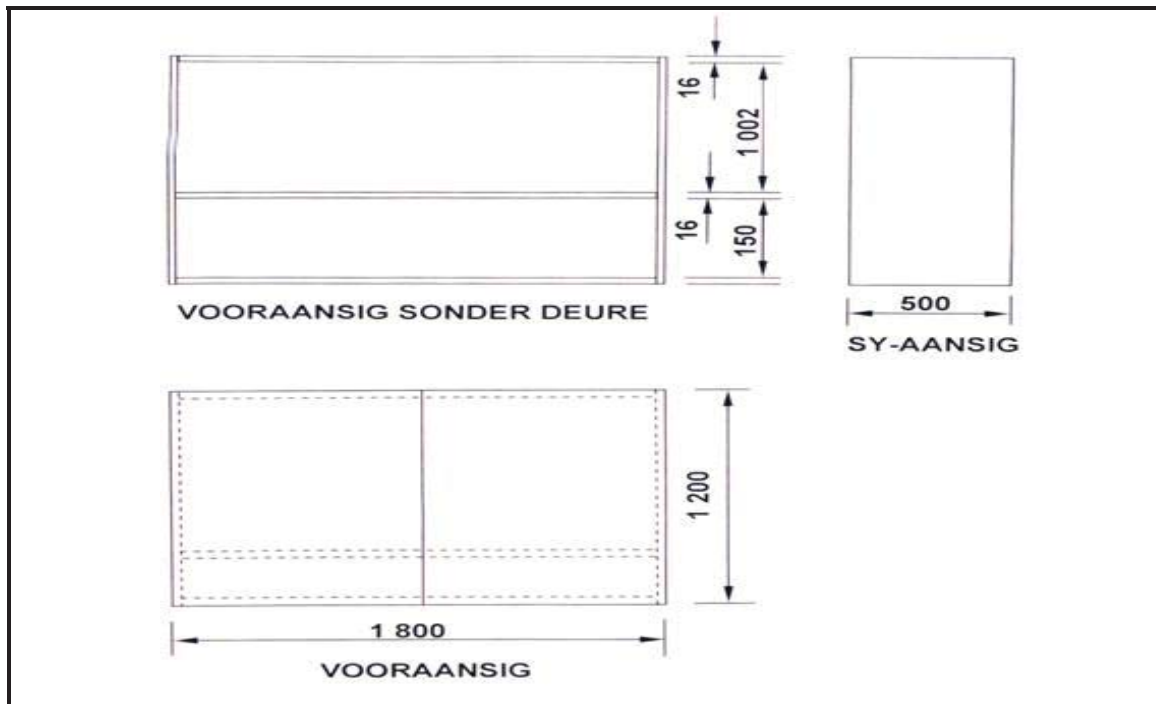 16
1 002
16
150
VOORAANSIG SONDER DEURE
500
SY-AANSIG
1 200
1 800
VOORAANSIG